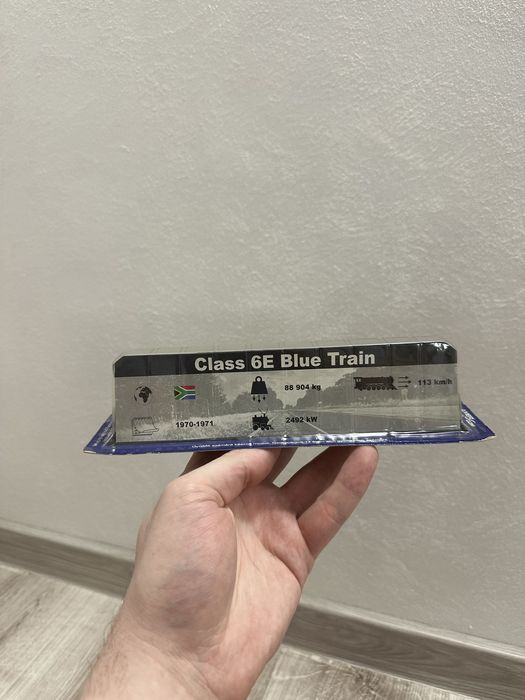 Class 6E Blue Train
88 904 kg
113 km/h
1970-1971
2492 kW